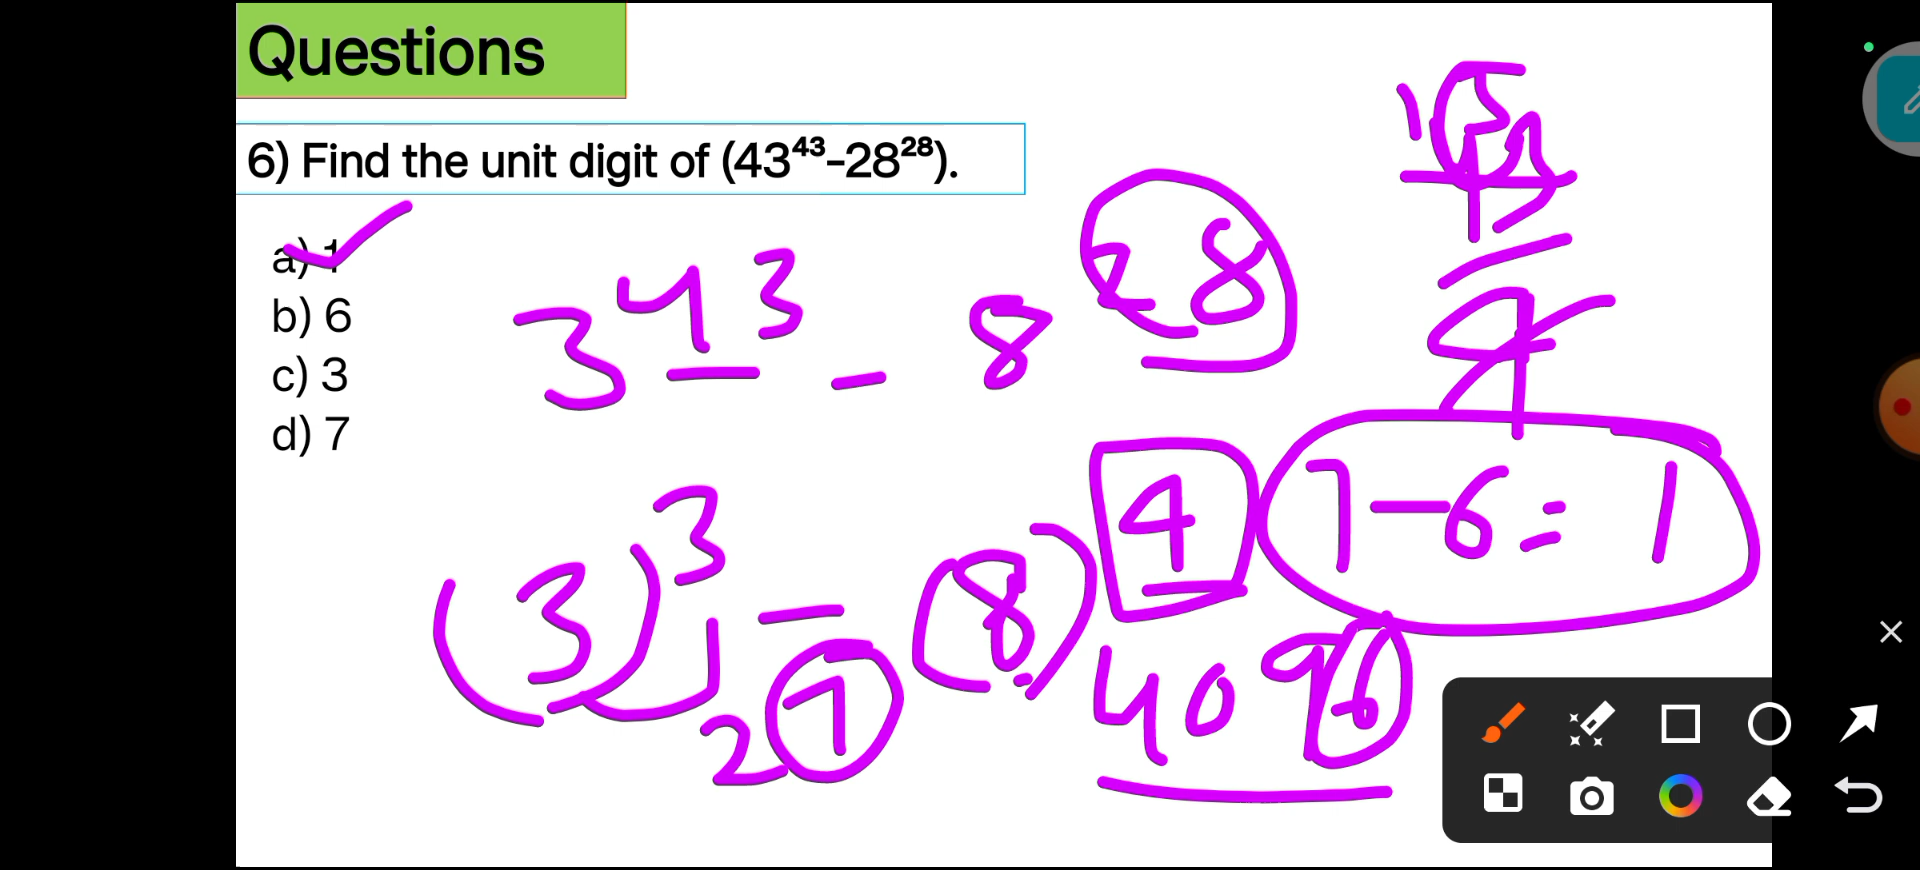 Questions
6) Find the unit digit of (43⁴³-28²⁸).
a) 1
b) 6
c) 3
d) 7
3⁴³ - 8²⁸
(3)³ - (8)⁴
7-6=1
27
4096